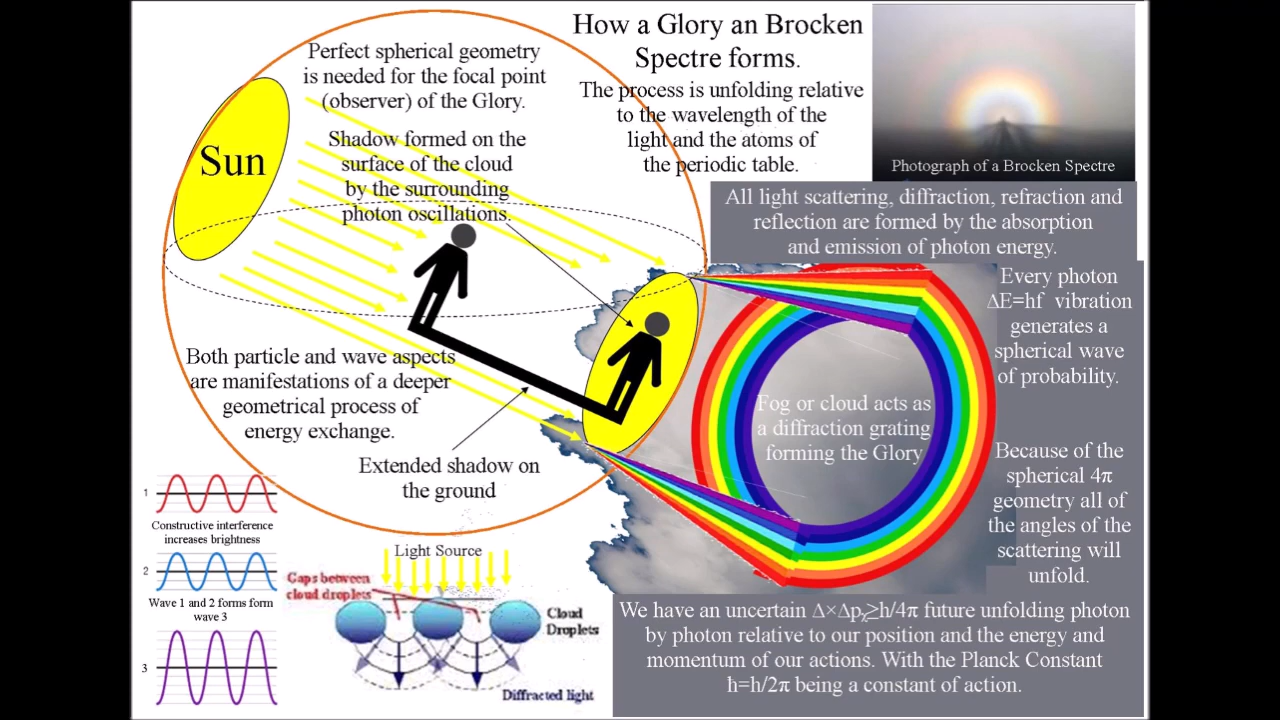 How a Glory an Brocken
Spectre forms.
The process is unfolding relative
to the wavelength of the
light and the atoms of
the periodic table.
Perfect spherical geometry
is needed for the focal point
(observer) of the Glory.
Sun
Shadow formed on the
surface of the cloud
by the surrounding
photon oscillations.
Photograph of a Brocken Spectre
All light scattering, diffraction, refraction and
reflection are formed by the absorption
and emission of photon energy.
Every photon
∆E=hf vibration
generates a
spherical wave
of probability.
Both particle and wave aspects
are manifestations of a deeper
geometrical process of
energy exchange.
Extended shadow on
the ground
Fog or cloud acts as
a diffraction grating
forming the Glory
Because of the
spherical 4π
geometry all of
the angles of the
scattering will
unfold.
1
Constructive interference
increases brightness
2
Wave 1 and 2 forms form
wave 3
3
Light Source
Gaps between
cloud droplets
Cloud
Droplets
Diffracted light
We have an uncertain ∆×∆pₓ≥h/4π future unfolding photon
by photon relative to our position and the energy and
momentum of our actions. With the Planck Constant
h=h/2π being a constant of action.